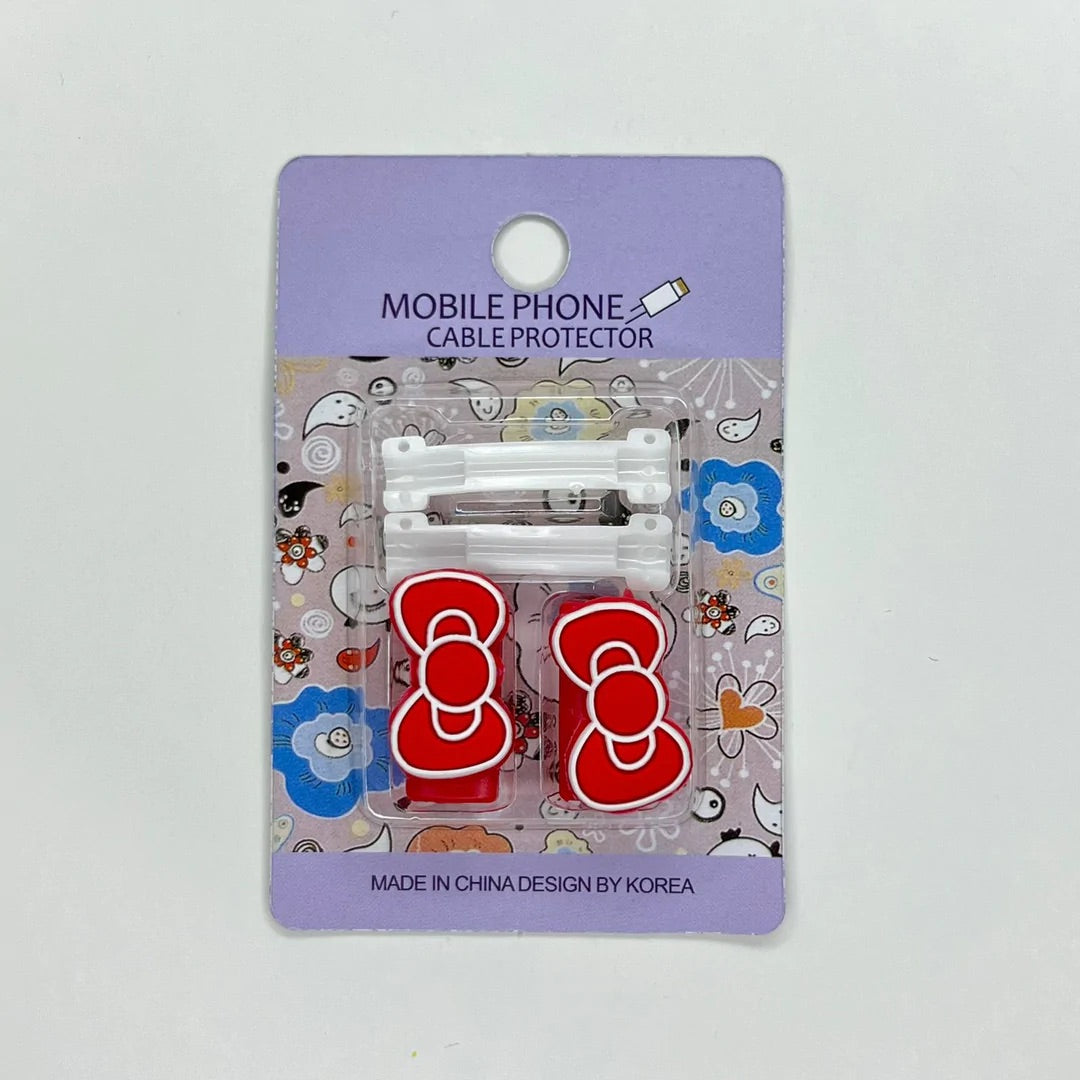 MOBILE PHONE
CABLE PROTECTOR
MADE IN CHINA DESIGN BY KOREA